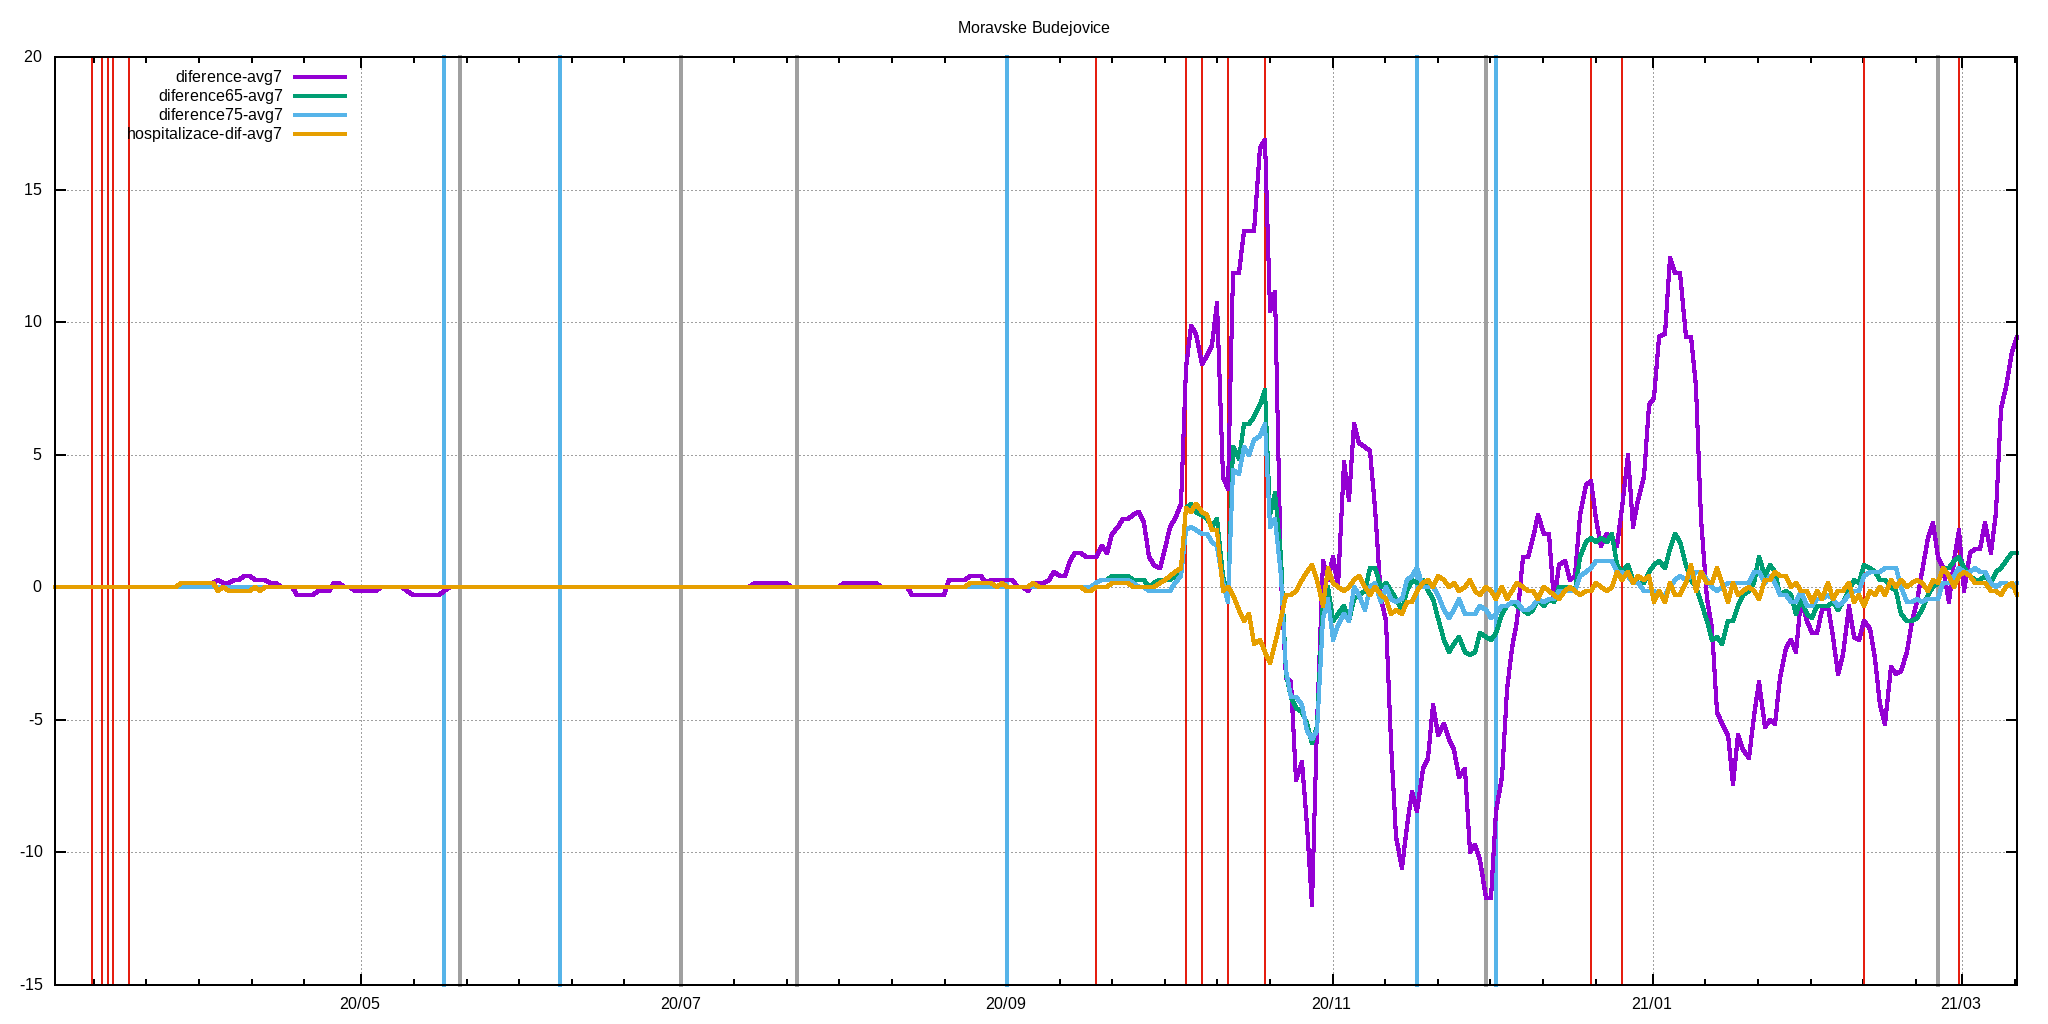 Moravske Budejovice
20
15
10
5
0
-5
-10
-15
diference-avg7
diference65-avg7
diference75-avg7
hospitalizace-dif-avg7
20/05
20/07
20/09
20/11
21/01
21/03